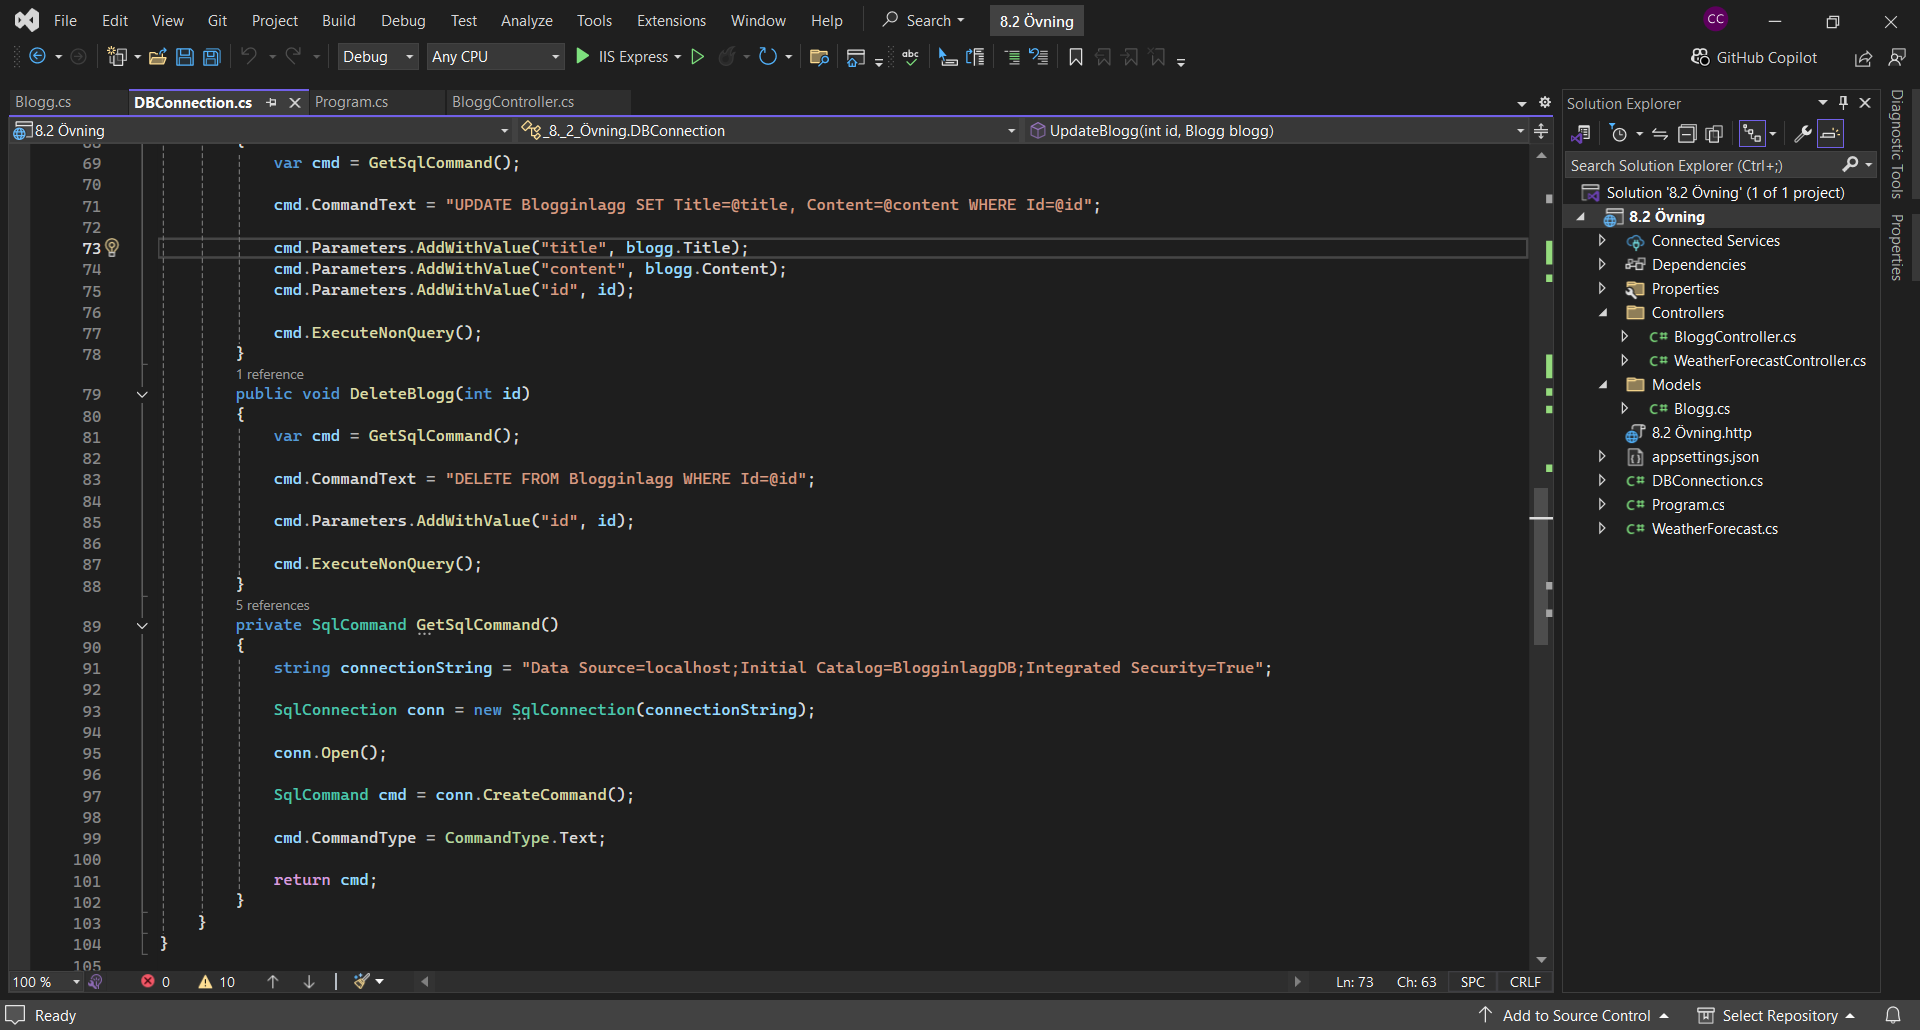 File Edit View Git Project Build Debug Test Analyze Tools Extensions Window Help Search 8.2 Övning CC
Debug Any CPU IIS Express abc GitHub Copilot
Blogg.cs DBConnection.cs Program.cs BloggController.cs
8.2 Övning _8._2_Övning.DBConnection UpdateBlogg(int id, Blogg blogg)
69 var cmd = GetSqlCommand();
70
71 cmd.CommandText = "UPDATE Blogginlagg SET Title=@title, Content=@content WHERE Id=@id";
72
73 cmd.Parameters.AddWithValue("title", blogg.Title);
74 cmd.Parameters.AddWithValue("content", blogg.Content);
75 cmd.Parameters.AddWithValue("id", id);
76
77 cmd.ExecuteNonQuery();
78 }
1 reference
79 public void DeleteBlogg(int id)
80 {
81 var cmd = GetSqlCommand();
82
83 cmd.CommandText = "DELETE FROM Blogginlagg WHERE Id=@id";
84
85 cmd.Parameters.AddWithValue("id", id);
86
87 cmd.ExecuteNonQuery();
88 }
5 references
89 private SqlCommand GetSqlCommand()
90 {
91 string connectionString = "Data Source=localhost;Initial Catalog=BlogginlaggDB;Integrated Security=True";
92
93 SqlConnection conn = new SqlConnection(connectionString);
94
95 conn.Open();
96
97 SqlCommand cmd = conn.CreateCommand();
98
99 cmd.CommandType = CommandType.Text;
100
101 return cmd;
102 }
103 }
104 }
105
100 % 0 10 Ln: 73 Ch: 63 SPC CRLF
Solution Explorer
Search Solution Explorer (Ctrl+;)
Solution '8.2 Övning' (1 of 1 project)
8.2 Övning
Connected Services
Dependencies
Properties
Controllers
C# BloggController.cs
C# WeatherForecastController.cs
Models
C# Blogg.cs
8.2 Övning.http
appsettings.json
C# DBConnection.cs
C# Program.cs
C# WeatherForecast.cs
Diagnostic Tools
Properties
Ready Add to Source Control Select Repository